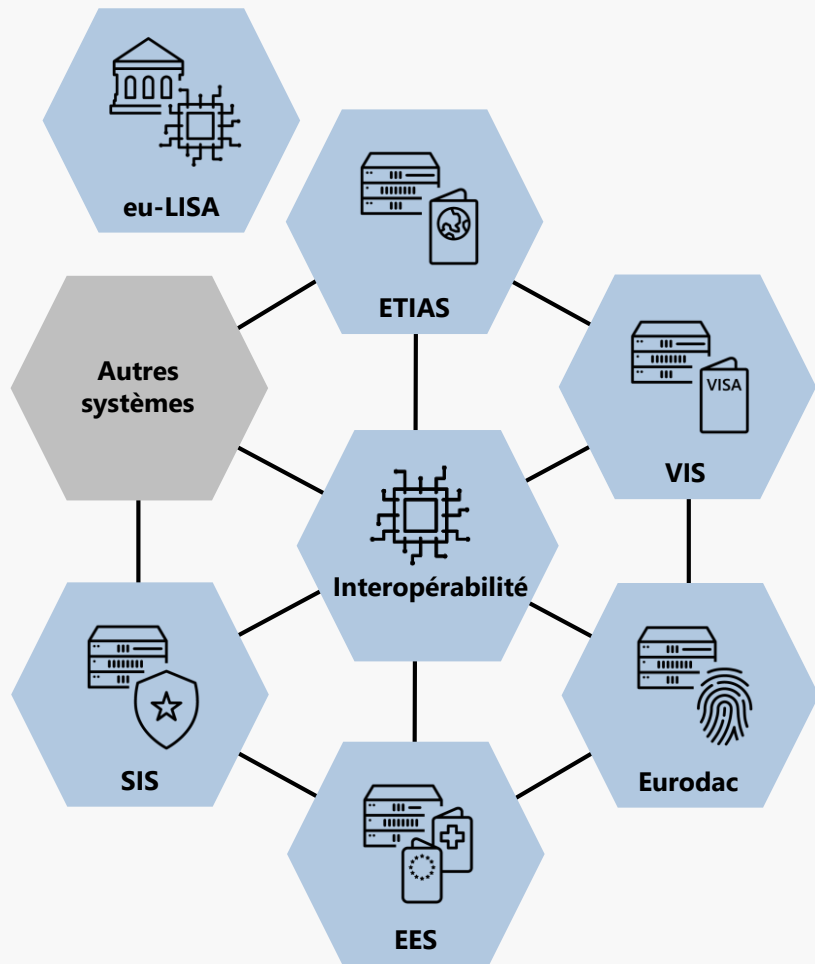 eu-LISA
ETIAS
Autres
systèmes
VISA
VIS
Interopérabilité
SIS
Eurodac
EES